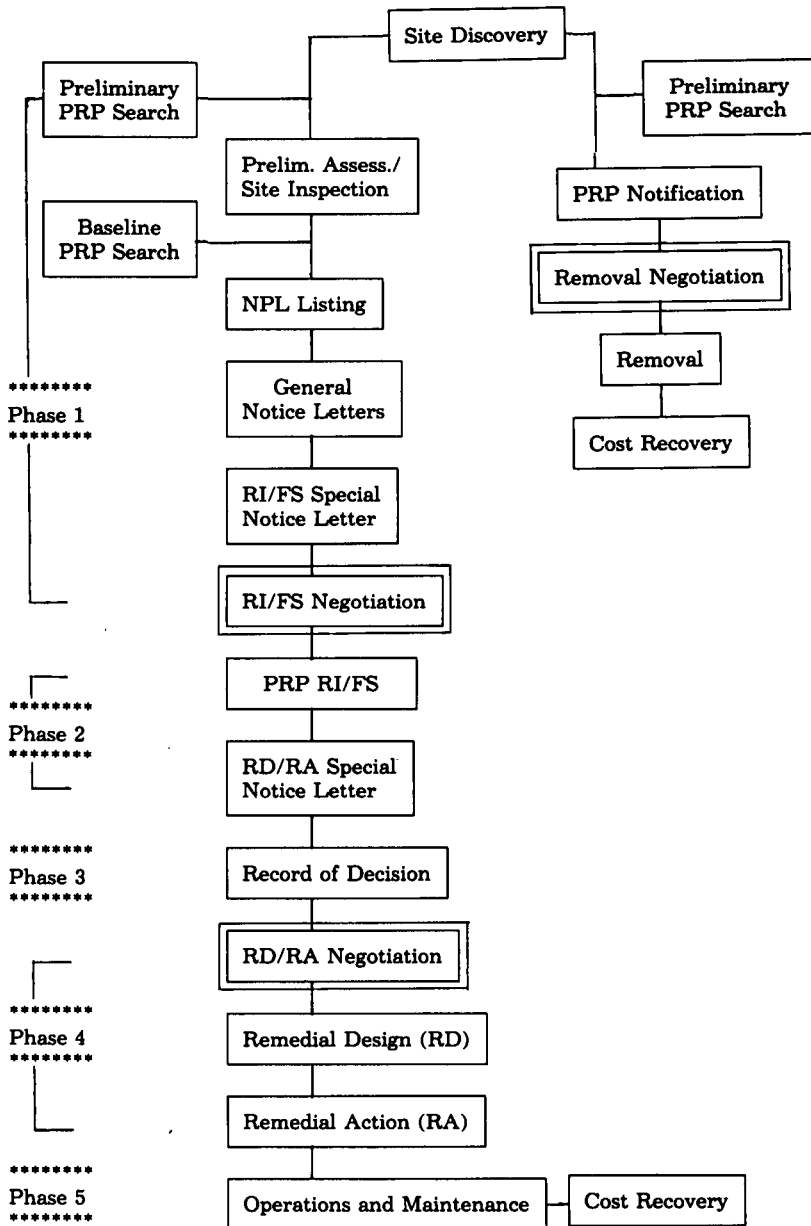 Site Discovery
Preliminary
PRP Search
Preliminary
PRP Search
Prelim. Assess./
Site Inspection
PRP Notification
Baseline
PRP Search
Removal Negotiation
NPL Listing
Removal
General
Notice Letters
********
Phase 1
********
Cost Recovery
RI/FS Special
Notice Letter
RI/FS Negotiation
PRP RI/FS
********
Phase 2
********
RD/RA Special
Notice Letter
********
Phase 3
********
Record of Decision
RD/RA Negotiation
********
Phase 4
********
Remedial Design (RD)
Remedial Action (RA)
********
Phase 5
********
Operations and Maintenance
Cost Recovery